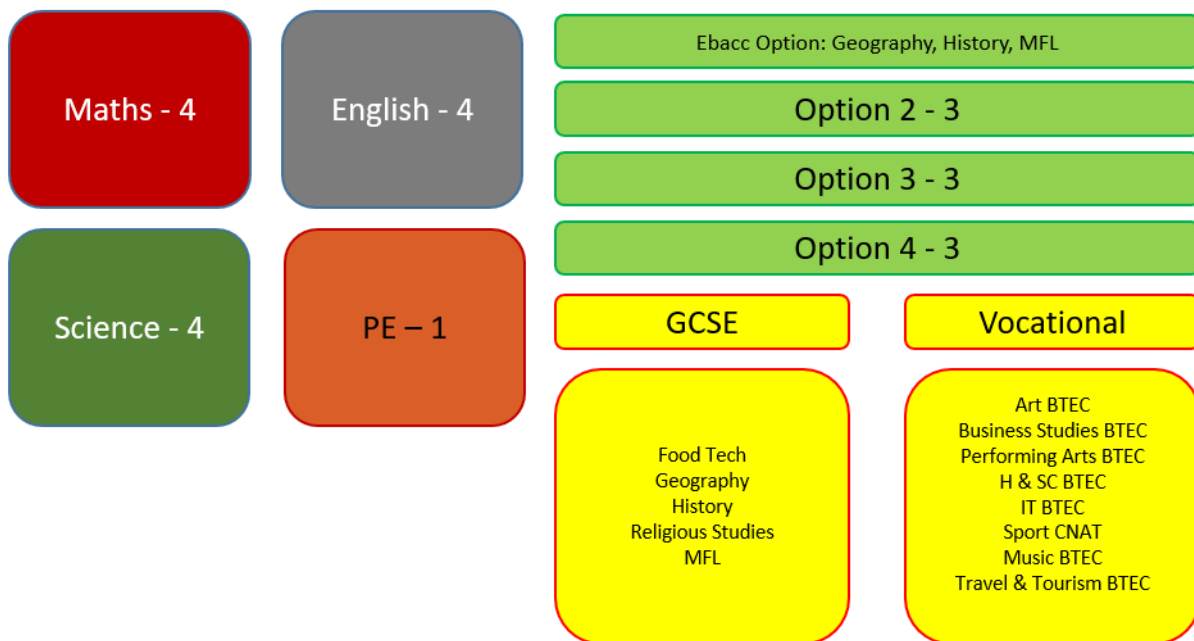 Maths - 4
English - 4
Science - 4
PE – 1
Ebacc Option: Geography, History, MFL
Option 2 - 3
Option 3 - 3
Option 4 - 3
GCSE
Food Tech
Geography
History
Religious Studies
MFL
Vocational
Art BTEC
Business Studies BTEC
Performing Arts BTEC
H & SC BTEC
IT BTEC
Sport CNAT
Music BTEC
Travel & Tourism BTEC